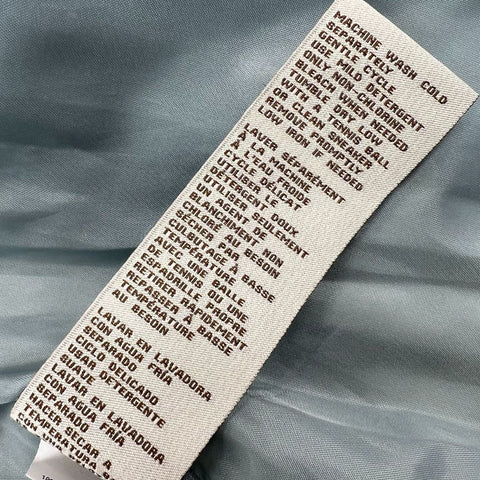 MACHINE WASH COLD
SEPARATELY
GENTLE CYCLE
USE MILD DETERGENT
ONLY NON-CHLORINE
BLEACH WHEN NEEDED
TUMBLE DRY LOW
WITH A TENNIS BALL
OR CLEAN SNEAKER
REMOVE PROMPTLY
LOW IRON IF NEEDED
LAVER SÉPARÉMENT
À LA MACHINE
À L'EAU FROIDE
CYCLE DÉLICAT
UTILISER LE
DÉTERGENT DOUX
UTILISER SEULEMENT
UN AGENT DE
BLANCHIMENT NON
CHLORÉ AU BESOIN
SÉCHER PAR
CULBUTAGE À BASSE
TEMPÉRATURE
AVEC UNE BALLE
DE TENNIS OU UNE
ESPADRILLE PROPRE
RETIRER RAPIDEMENT
REPASSER À BASSE
TEMPÉRATURE
AU BESOIN
LAVAR EN LAVADORA
CON AGUA FRÍA
SEPARADO
CICLO DELICADO
USAR DETERGENTE
SUAVE
LAVAR EN LAVADORA
CON AGUA FRÍA
SEPARADO
HACER SECAR A
TEMPERATURA